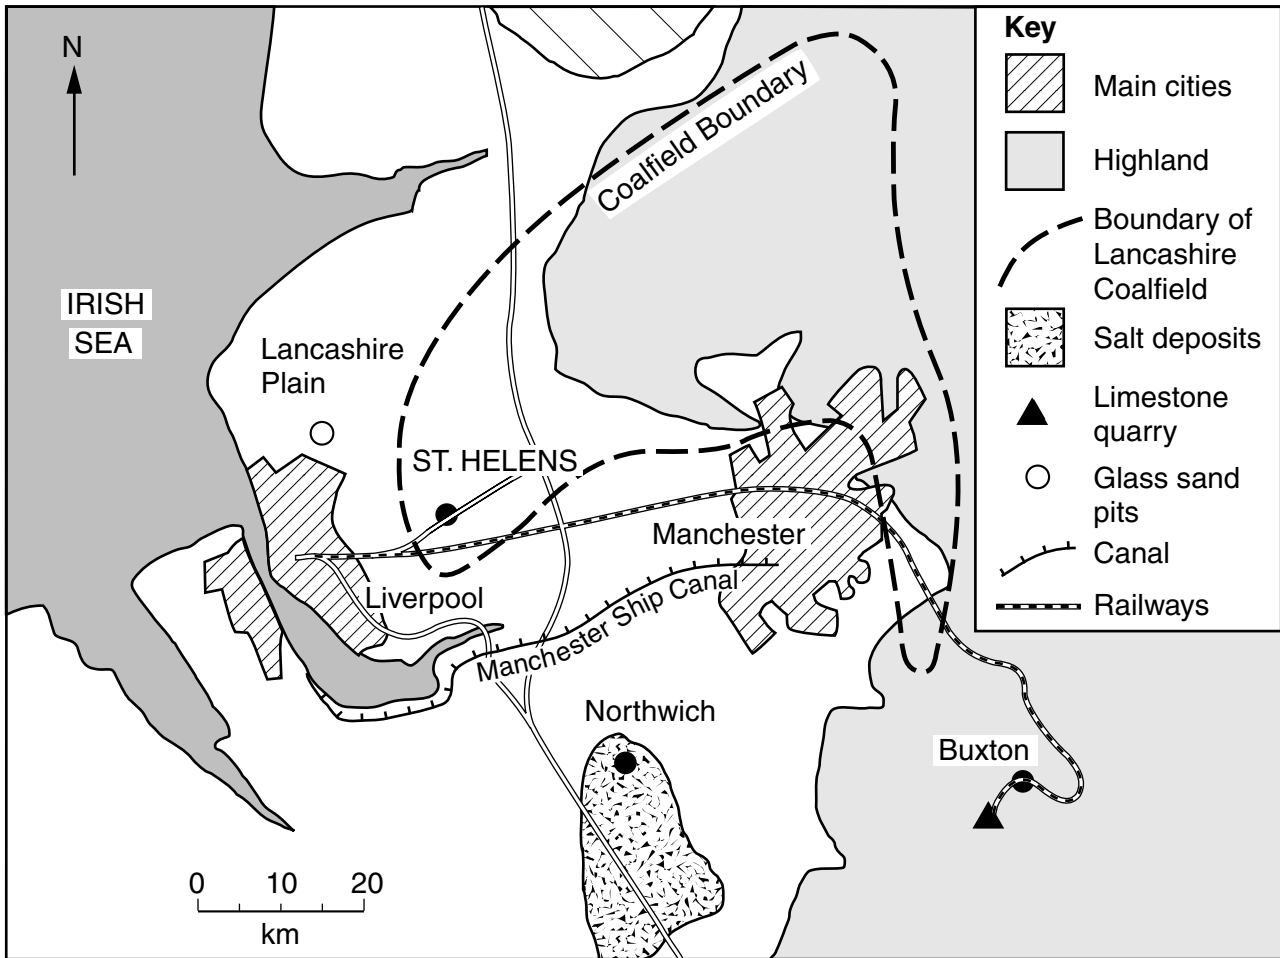 N
IRISH
SEA
Lancashire
Plain
Coalfield Boundary
ST. HELENS
Manchester
Liverpool
Manchester Ship Canal
Northwich
Buxton
0 10 20
km
Key
Main cities
Highland
Boundary of
Lancashire
Coalfield
Salt deposits
Limestone
quarry
Glass sand
pits
Canal
Railways